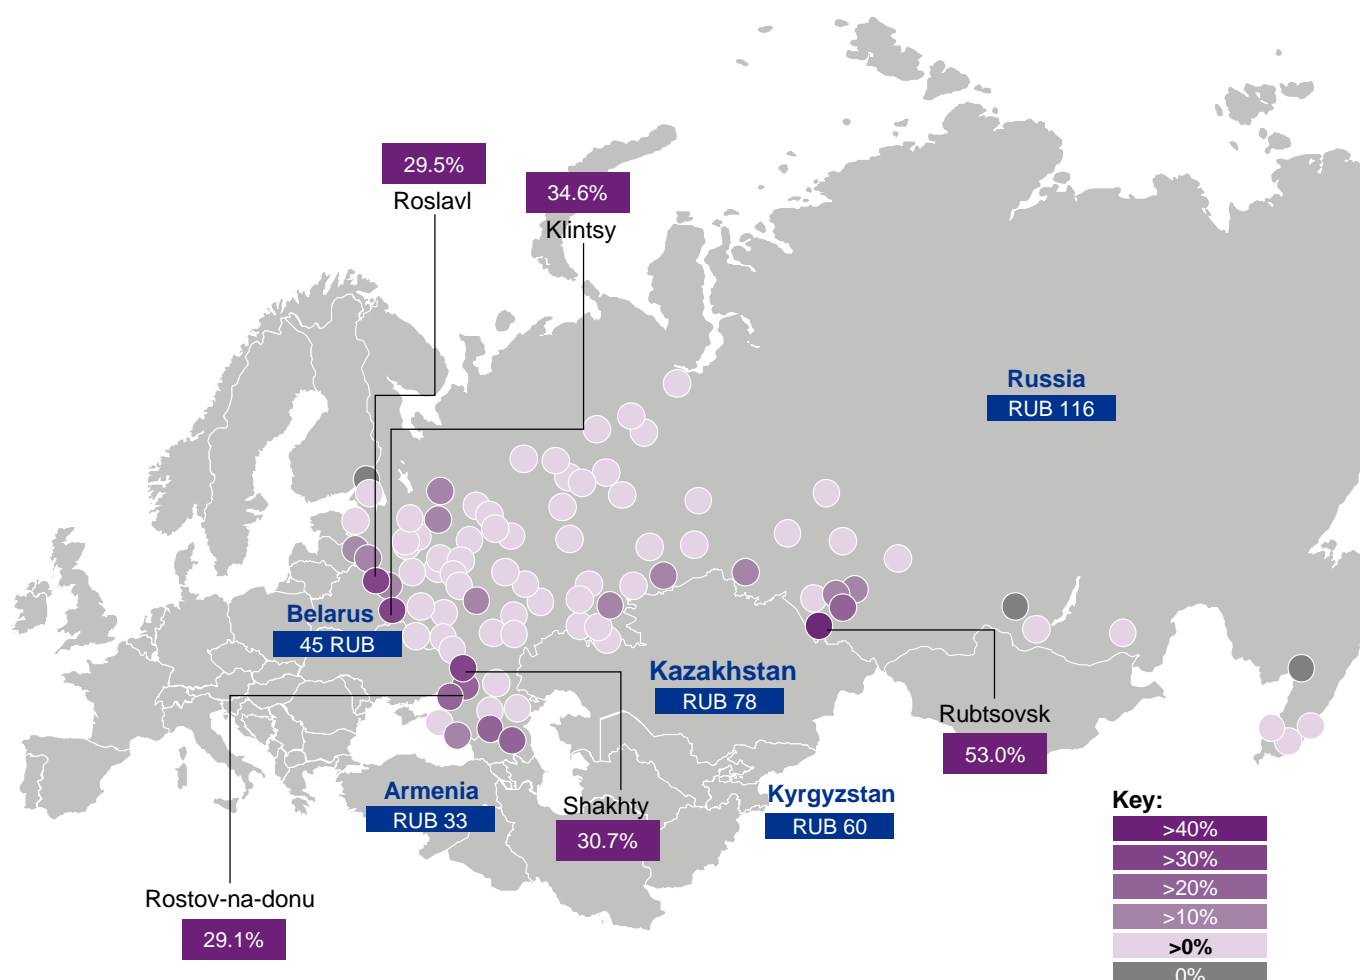 29.5%
Roslavl
34.6%
Klintsy
Russia
RUB 116
Belarus
45 RUB
Kazakhstan
RUB 78
Rubtsovsk
53.0%
Armenia
RUB 33
Shakhty
30.7%
Kyrgyzstan
RUB 60
Rostov-na-donu
29.1%
Key:
>40%
>30%
>20%
>10%
>0%
0%